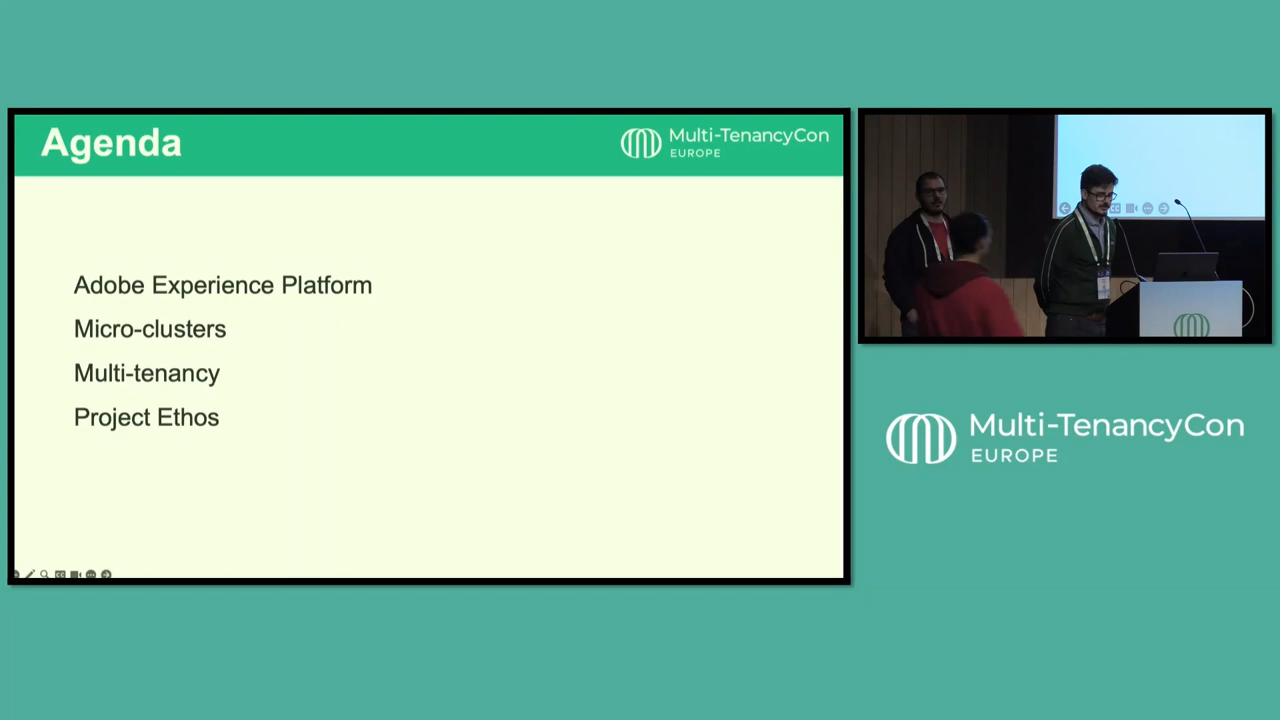 Agenda
Multi-TenancyCon
EUROPE
Adobe Experience Platform
Micro-clusters
Multi-tenancy
Project Ethos
Multi-TenancyCon
EUROPE